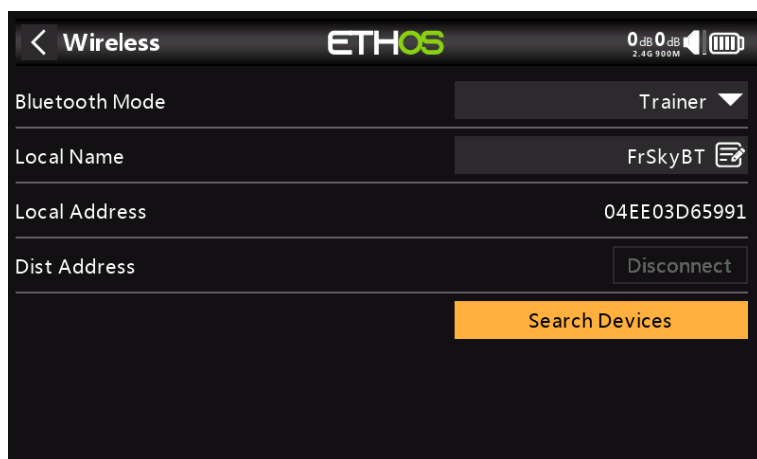 Wireless
ETHOS
0dB 0dB
2.4G 900M
Bluetooth Mode
Trainer
Local Name
FrSkyBT
Local Address
04EE03D65991
Dist Address
Disconnect
Search Devices